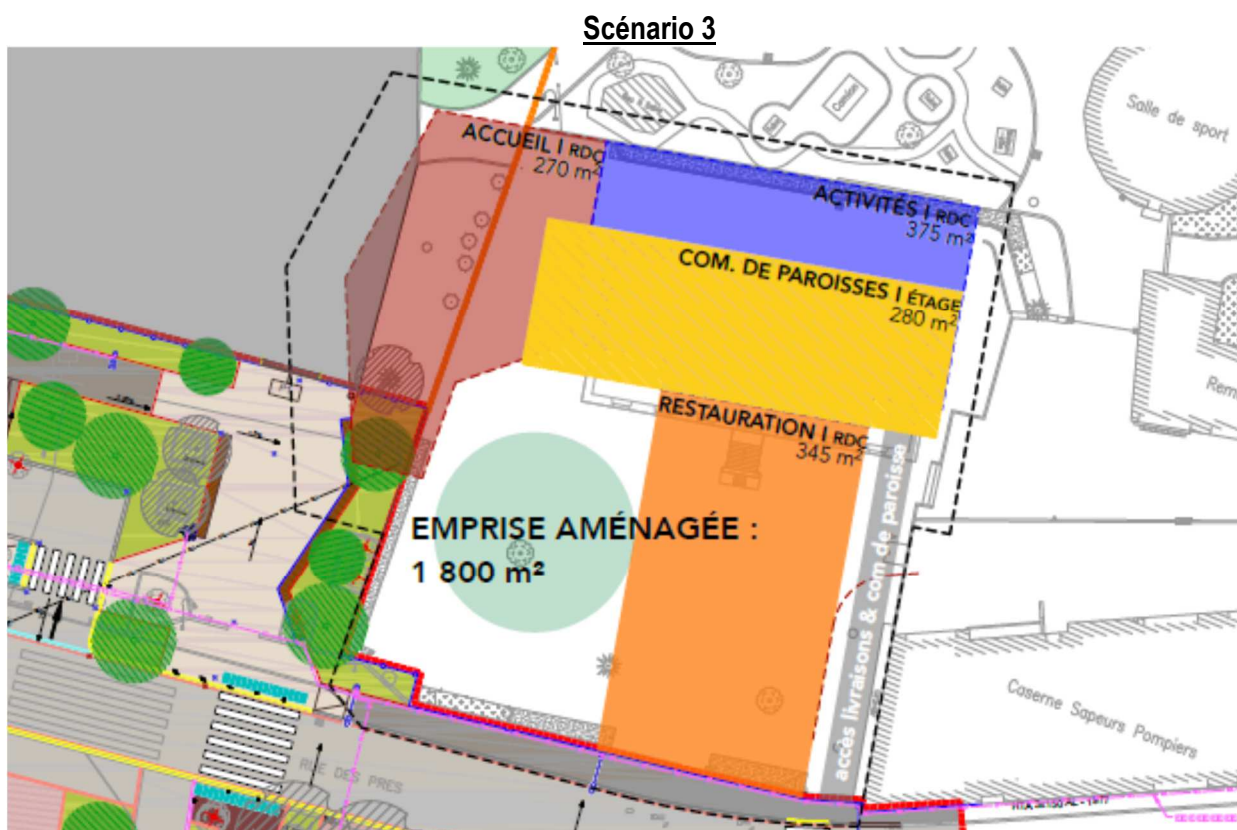 Scénario 3
Camion
Salle de sport
ACCUEIL I RDC
270 m²
ACTIVITÉS I RDC
375 m²
COM. DE PAROISSES I ÉTAGE
280 m²
RESTAURATION I RDC
345 m²
EMPRISE AMÉNAGÉE :
1 800 m²
accès livraisons & com de paroisse
Caserne Sapeurs Pompiers
RUE DES PRES